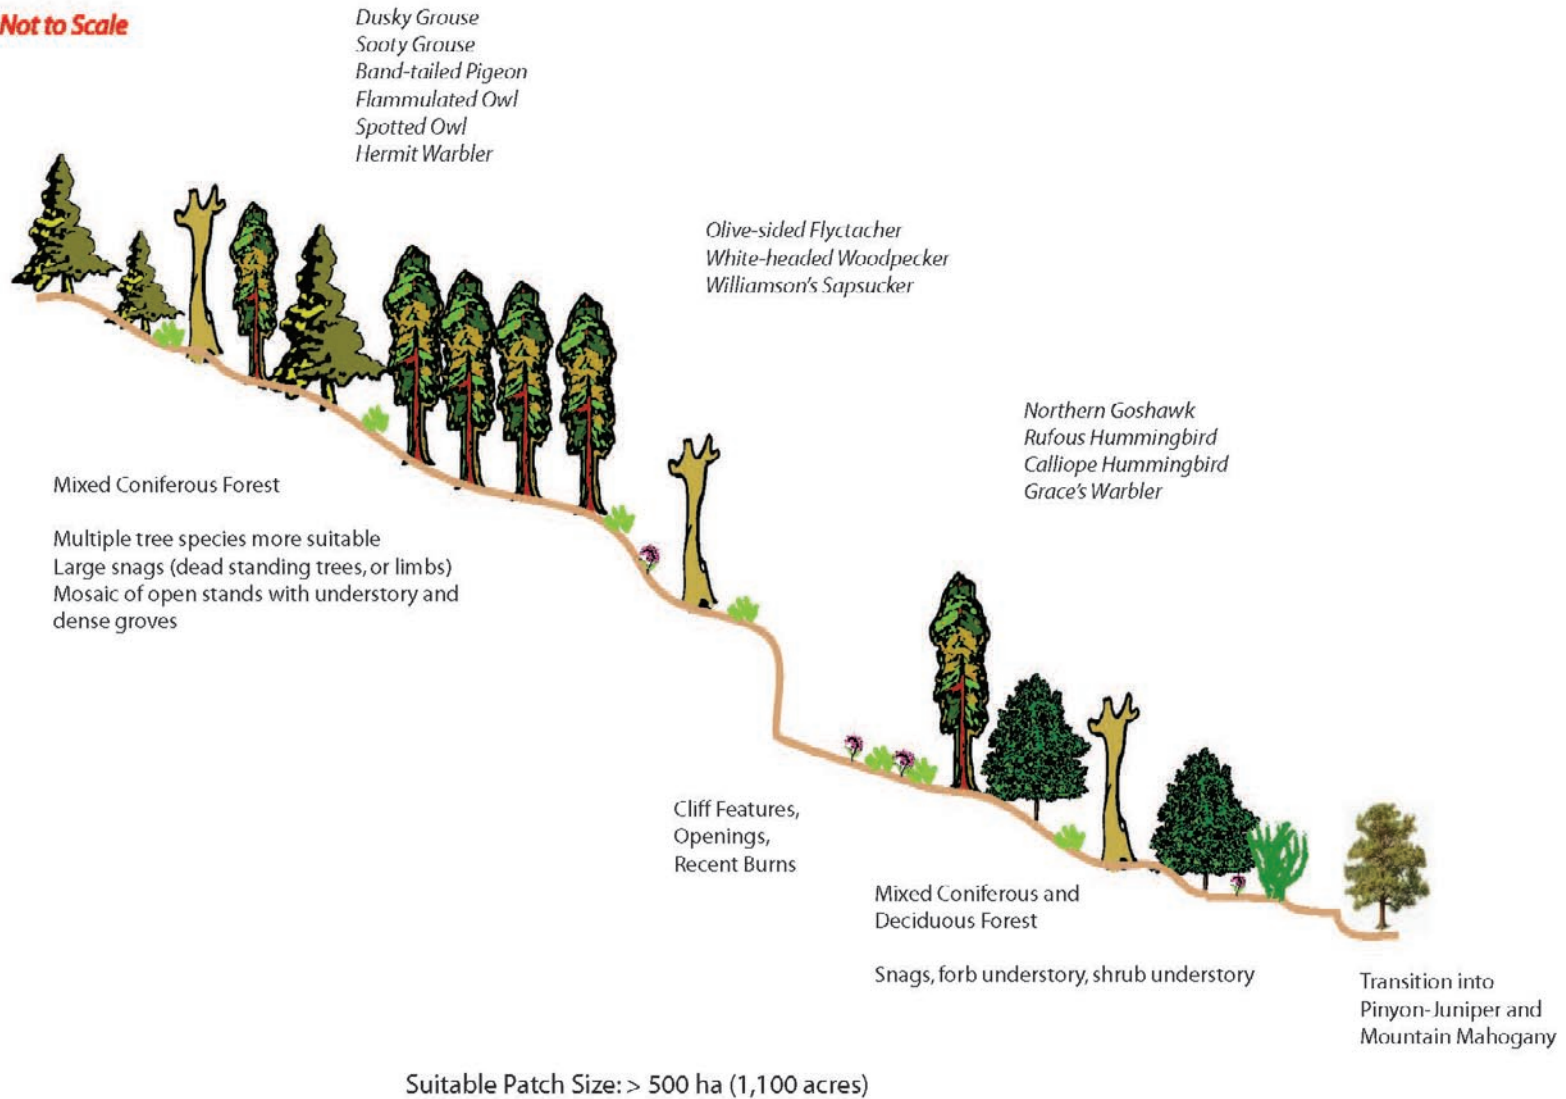 Not to Scale
Dusky Grouse
Sooty Grouse
Band-tailed Pigeon
Flammulated Owl
Spotted Owl
Hermit Warbler
Olive-sided Flyctacher
White-headed Woodpecker
Williamson's Sapsucker
Northern Goshawk
Rufous Hummingbird
Calliope Hummingbird
Grace's Warbler
Mixed Coniferous Forest
Multiple tree species more suitable
Large snags (dead standing trees, or limbs)
Mosaic of open stands with understory and
dense groves
Cliff Features,
Openings,
Recent Burns
Mixed Coniferous and
Deciduous Forest
Snags, forb understory, shrub understory
Transition into
Pinyon-Juniper and
Mountain Mahogany
Suitable Patch Size: > 500 ha (1,100 acres)